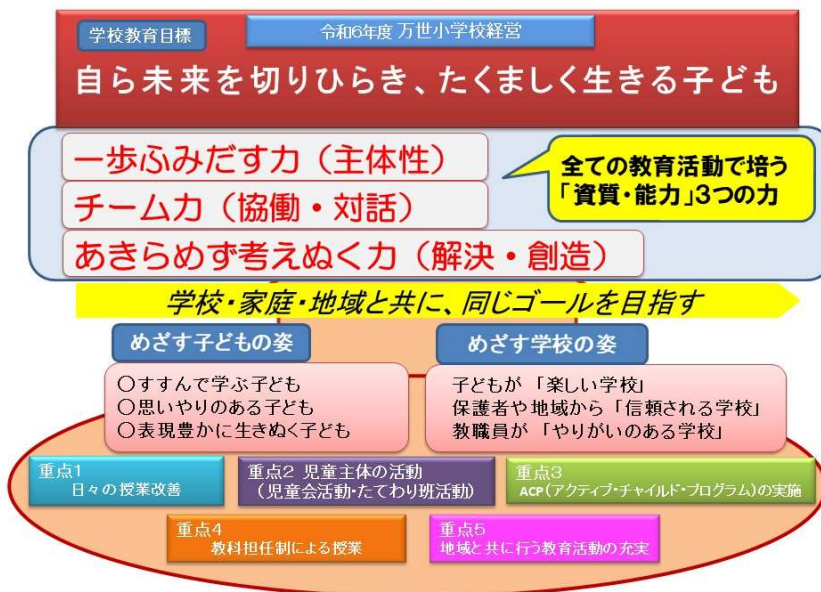 学校教育目標
令和6年度 万世小学校経営
自ら未来を切りひらき、たくましく生きる子ども
一歩ふみだす力（主体性）
チーム力（協働・対話）
あきらめず考えぬく力（解決・創造）
全ての教育活動で培う
「資質・能力」3つの力
学校・家庭・地域と共に、同じゴールを目指す
めざす子どもの姿
○すすんで学ぶ子ども
○思いやりのある子ども
○表現豊かに生きぬく子ども
めざす学校の姿
子どもが 「楽しい学校」
保護者や地域から 「信頼される学校」
教職員が 「やりがいのある学校」
重点1
日々の授業改善
重点2 児童主体の活動
（児童会活動・たてわり班活動）
重点3
ACP（アクティブ・チャイルド・プログラム）の実施
重点4
教科担任制による授業
重点5
地域と共に行う教育活動の充実